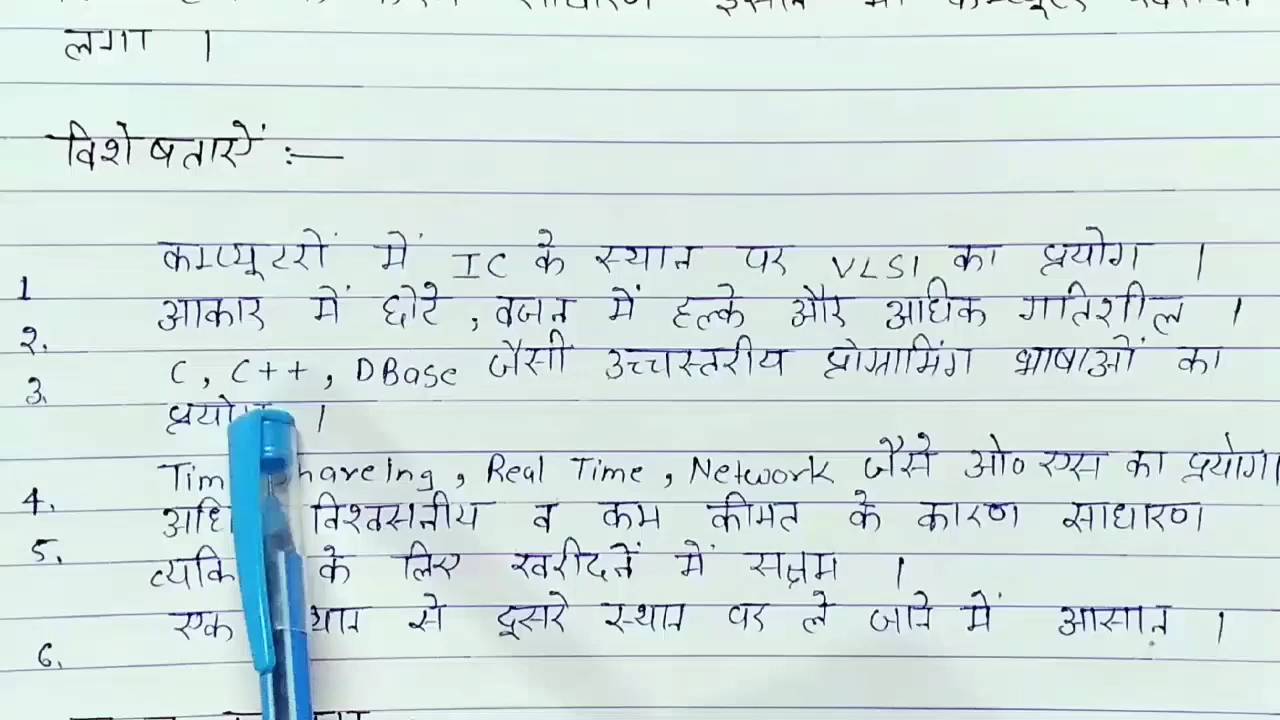 लगा ।
विशेषताऐं :—
1 कम्प्यूटरों में IC के स्थान पर VLSI का प्रयोग ।
2. आकार में छोटे , वजन में हल्के और अधिक गतिशील ।
3. C, C++, DBase जैसी उच्चस्तरीय प्रोग्रामिंग भाषाओं का
प्रयोग ।
4. Time Shareing , Real Time , Network जैसे ओ० एस का प्रयोग।
5. अधिक विश्वसनीय व कम कीमत के कारण साधारण
व्यक्ति के लिए खरीदनें में सक्षम ।
6. एक स्थान से दूसरे स्थान पर ले जाने में आसान ।